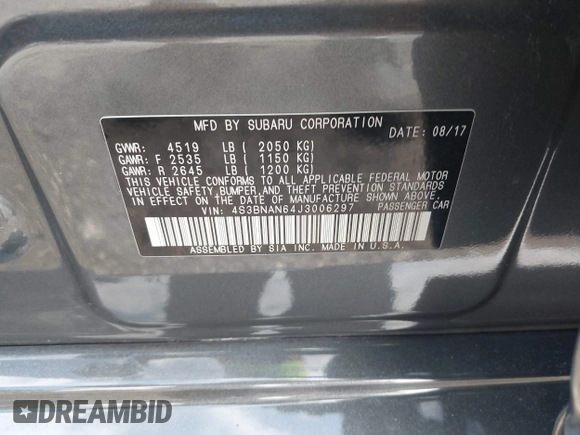 MFD BY SUBARU CORPORATION
DATE: 08/17
GVWR: 4519 LB ( 2050 KG)
GAWR: F 2535 LB ( 1150 KG)
GAWR: R 2645 LB ( 1200 KG)
THIS VEHICLE CONFORMS TO ALL APPLICABLE FEDERAL MOTOR
VEHICLE SAFETY,BUMPER,AND THEFT PREVENTION STANDARDS
IN EFFECT ON THE DATE OF MANUFACTURE SHOWN ABOVE.
VIN: 4S3BNAN64J3006297 PASSENGER CAR
ASSEMBLED BY SIA INC. MADE IN U.S.A.
DREAMBID